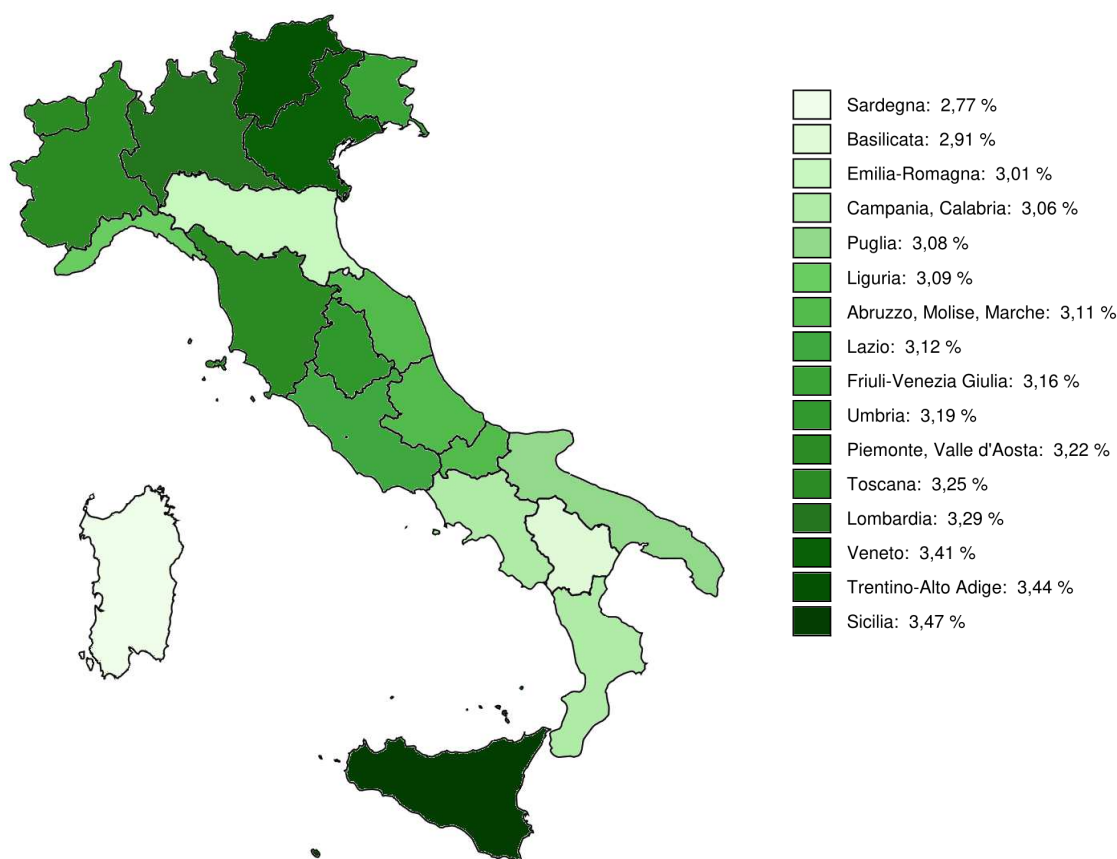 Sardegna: 2,77 %
Basilicata: 2,91 %
Emilia-Romagna: 3,01 %
Campania, Calabria: 3,06 %
Puglia: 3,08 %
Liguria: 3,09 %
Abruzzo, Molise, Marche: 3,11 %
Lazio: 3,12 %
Friuli-Venezia Giulia: 3,16 %
Umbria: 3,19 %
Piemonte, Valle d'Aosta: 3,22 %
Toscana: 3,25 %
Lombardia: 3,29 %
Veneto: 3,41 %
Trentino-Alto Adige: 3,44 %
Sicilia: 3,47 %